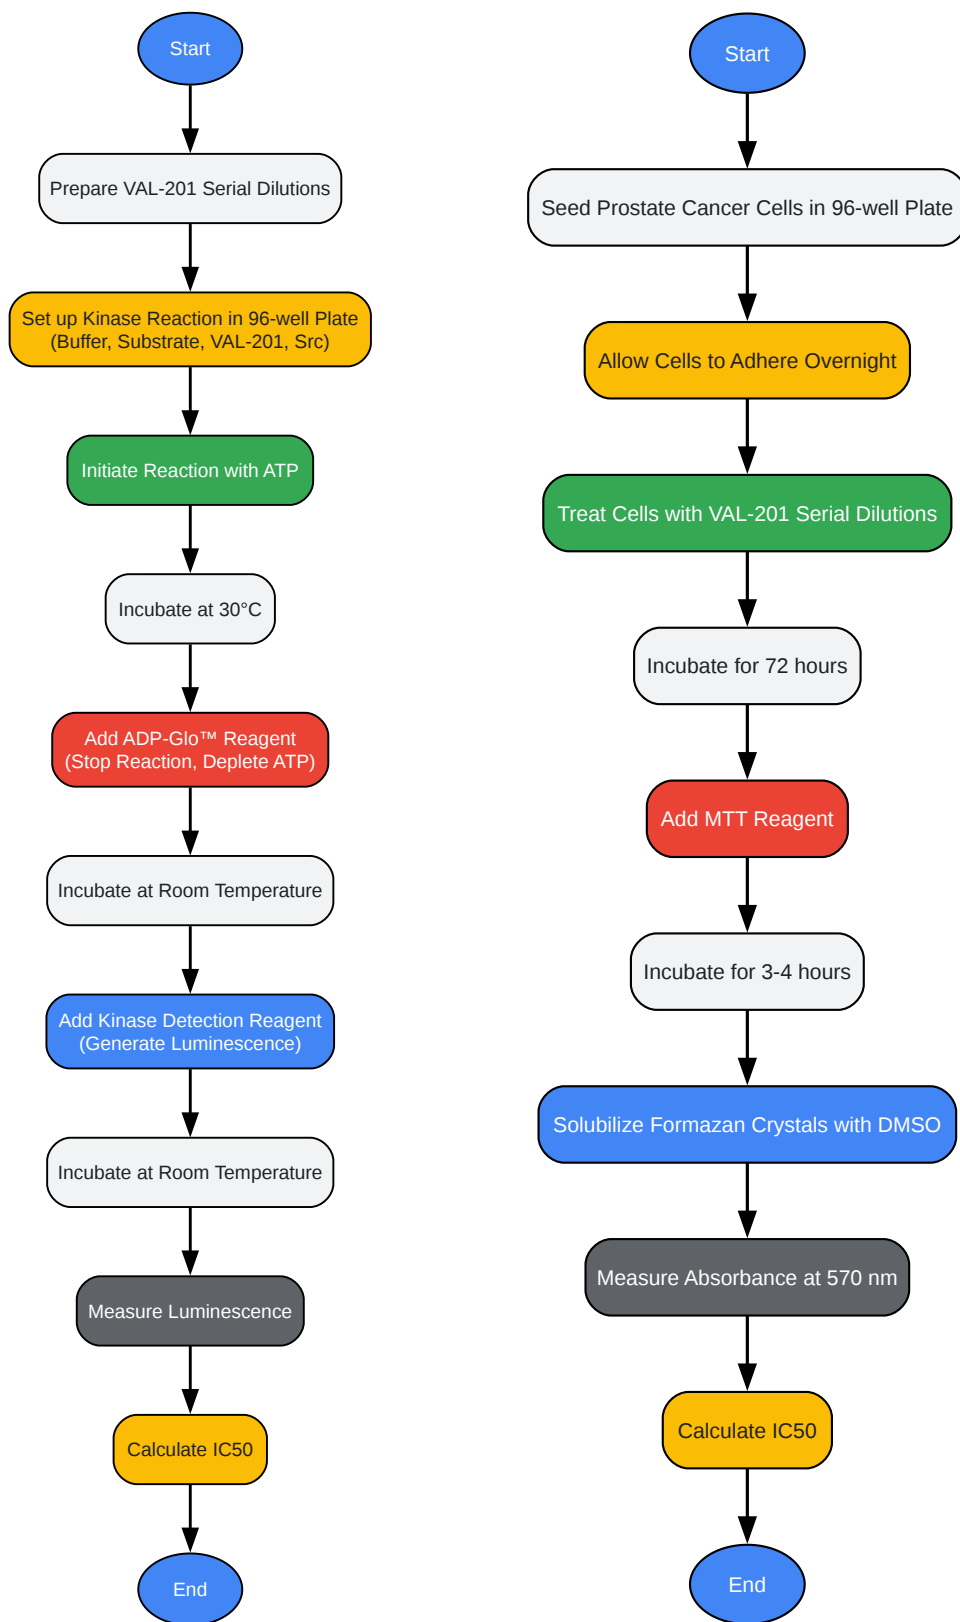 Start
Prepare VAL-201 Serial Dilutions
Set up Kinase Reaction in 96-well Plate
(Buffer, Substrate, VAL-201, Src)
Initiate Reaction with ATP
Incubate at 30°C
Add ADP-Glo™ Reagent
(Stop Reaction, Deplete ATP)
Incubate at Room Temperature
Add Kinase Detection Reagent
(Generate Luminescence)
Incubate at Room Temperature
Measure Luminescence
Calculate IC50
End
Start
Seed Prostate Cancer Cells in 96-well Plate
Allow Cells to Adhere Overnight
Treat Cells with VAL-201 Serial Dilutions
Incubate for 72 hours
Add MTT Reagent
Incubate for 3-4 hours
Solubilize Formazan Crystals with DMSO
Measure Absorbance at 570 nm
Calculate IC50
End